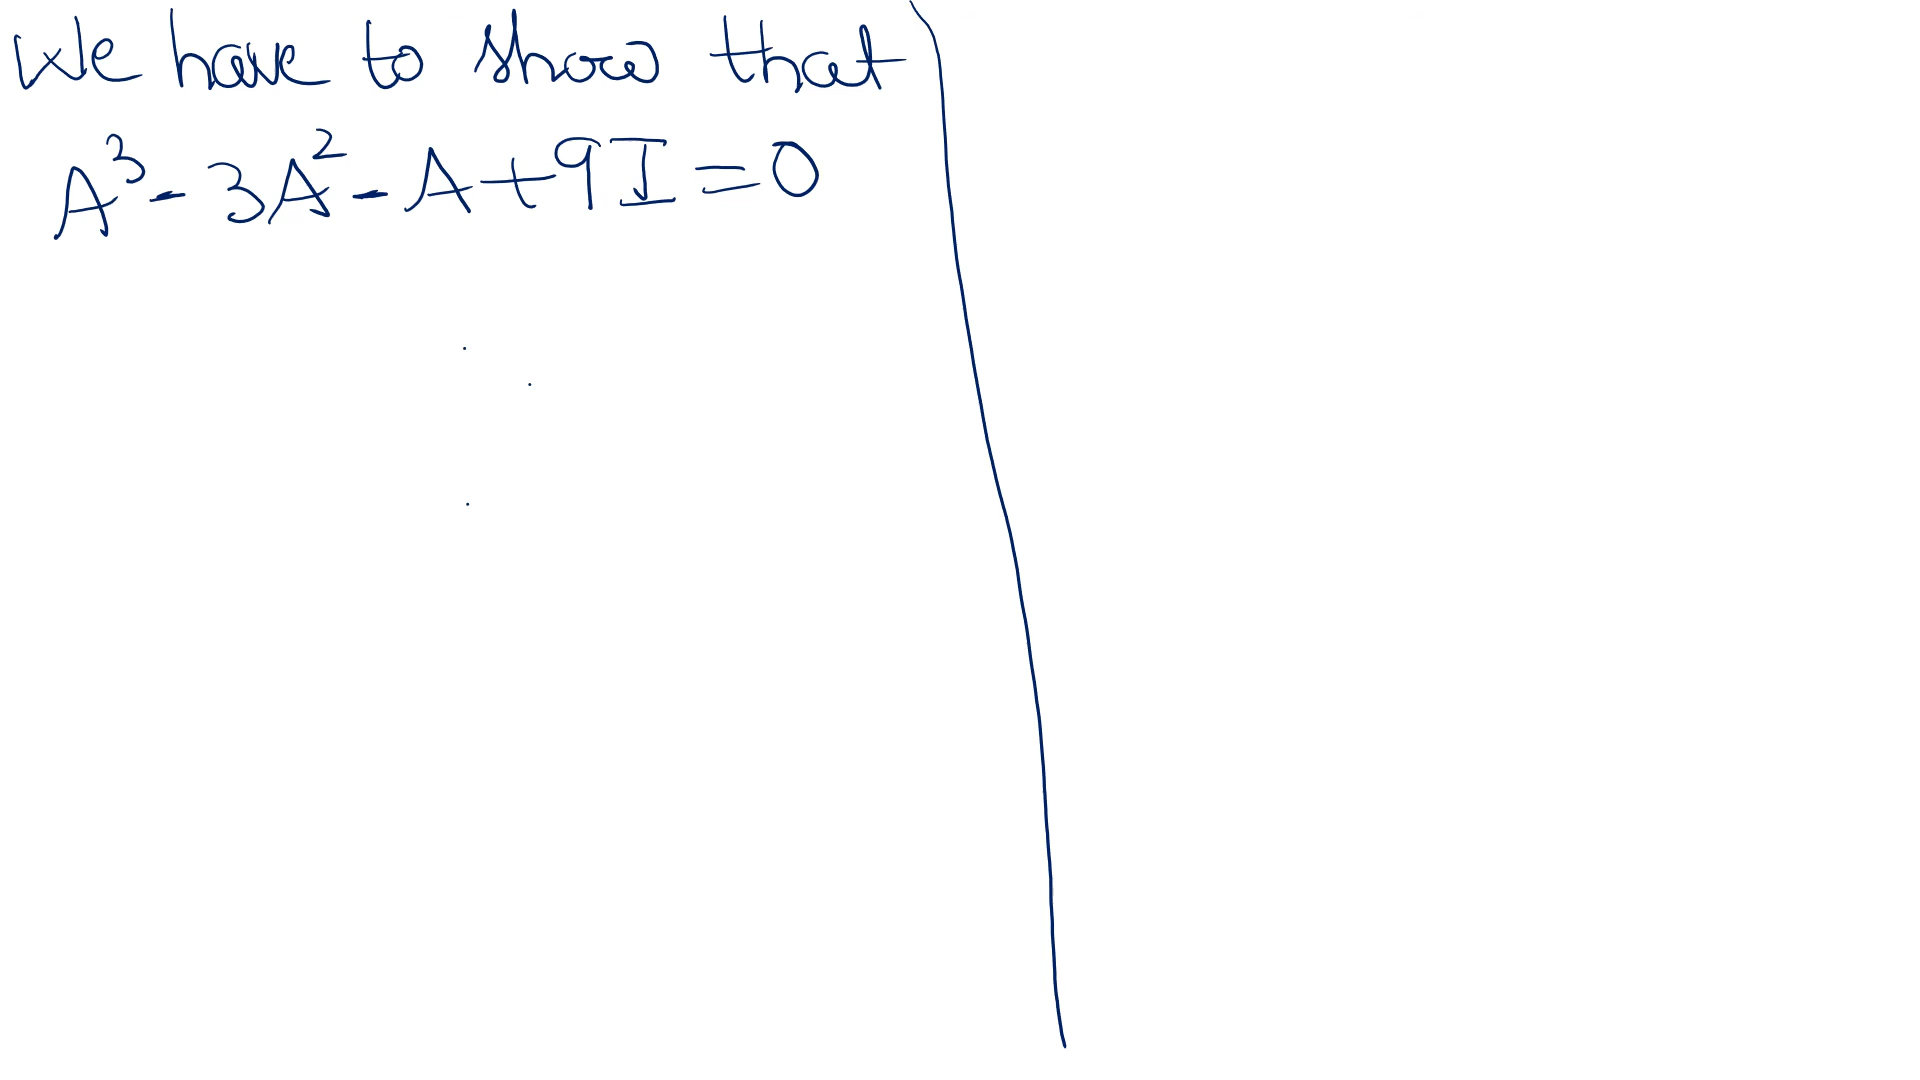 We have to show that
A³ - 3A² - A + 9I = 0